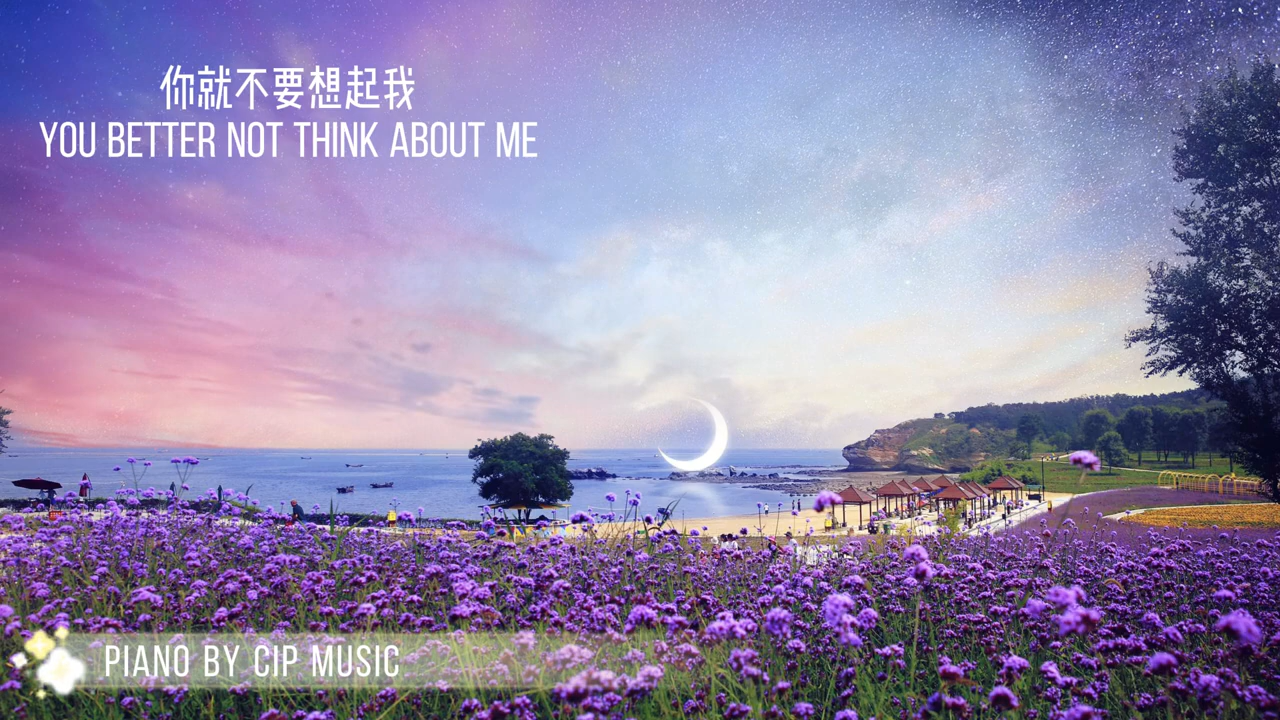 你就不要想起我
YOU BETTER NOT THINK ABOUT ME
PIANO BY CIP MUSIC